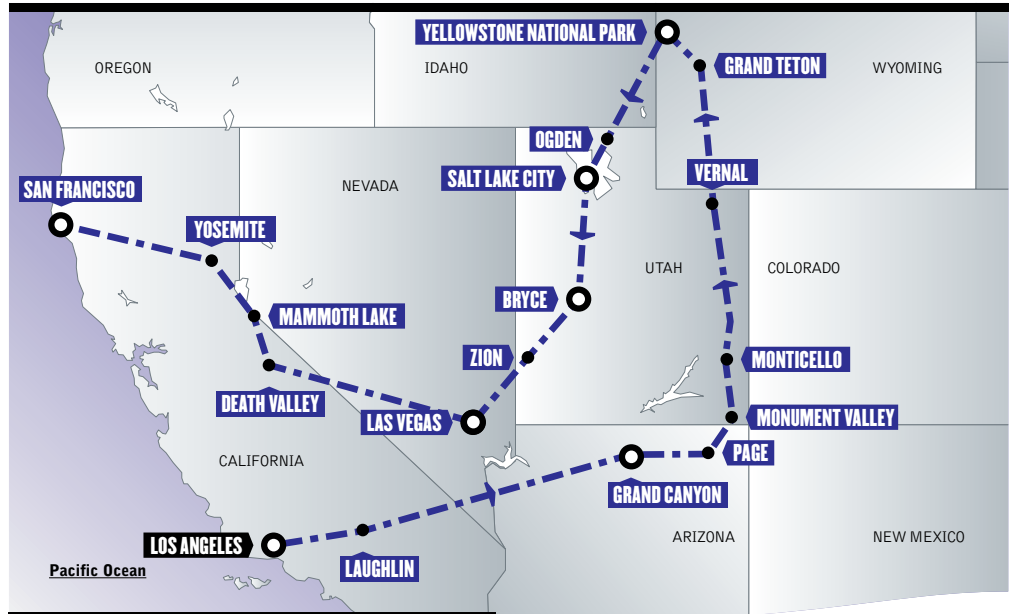 YELLOWSTONE NATIONAL PARK
OREGON
IDAHO
GRAND TETON
WYOMING
OGDEN
SALT LAKE CITY
VERNAL
NEVADA
SAN FRANCISCO
YOSEMITE
UTAH
COLORADO
BRYCE
MAMMOTH LAKE
ZION
MONTICELLO
DEATH VALLEY
LAS VEGAS
MONUMENT VALLEY
PAGE
CALIFORNIA
GRAND CANYON
LOS ANGELES
ARIZONA
NEW MEXICO
LAUGHLIN
Pacific Ocean